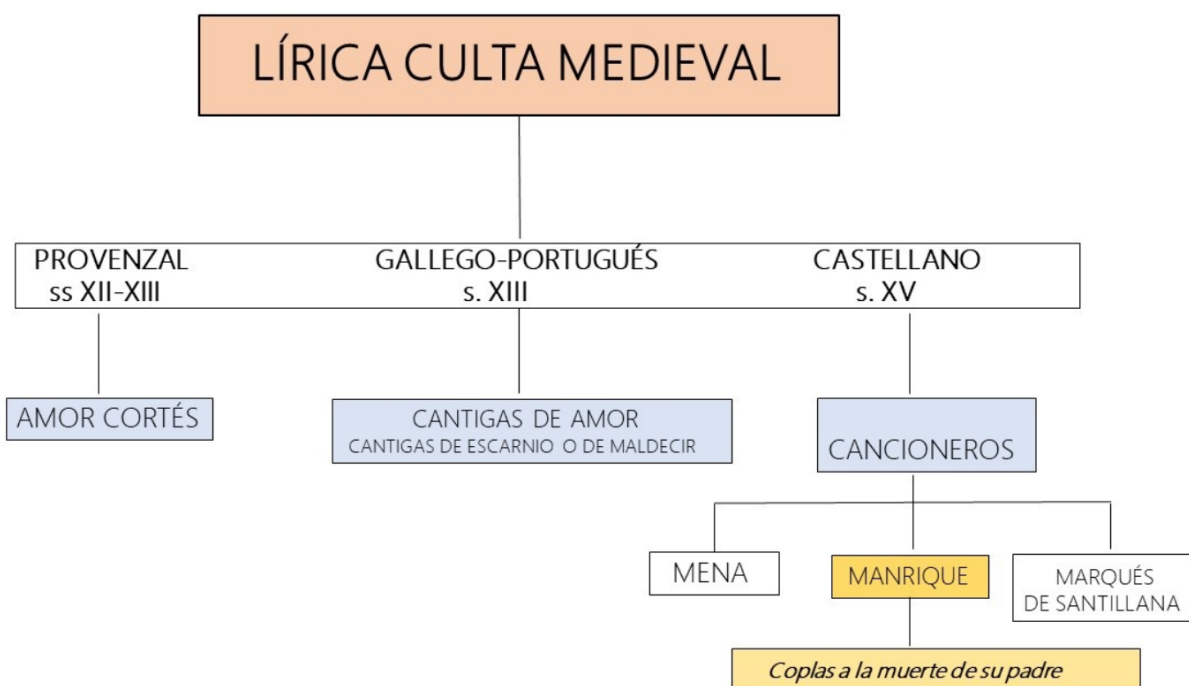 LÍRICA CULTA MEDIEVAL
PROVENZAL
ss XII-XIII
GALLEGO-PORTUGUÉS
s. XIII
CASTELLANO
s. XV
AMOR CORTÉS
CANTIGAS DE AMOR
CANTIGAS DE ESCARNIO O DE MALDECIR
CANCIONEROS
MENA
MANRIQUE
MARQUÉS
DE SANTILLANA
Coplas a la muerte de su padre